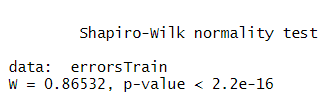 Shapiro-Wilk normality test
data:  errorsTrain
W = 0.86532, p-value < 2.2e-16